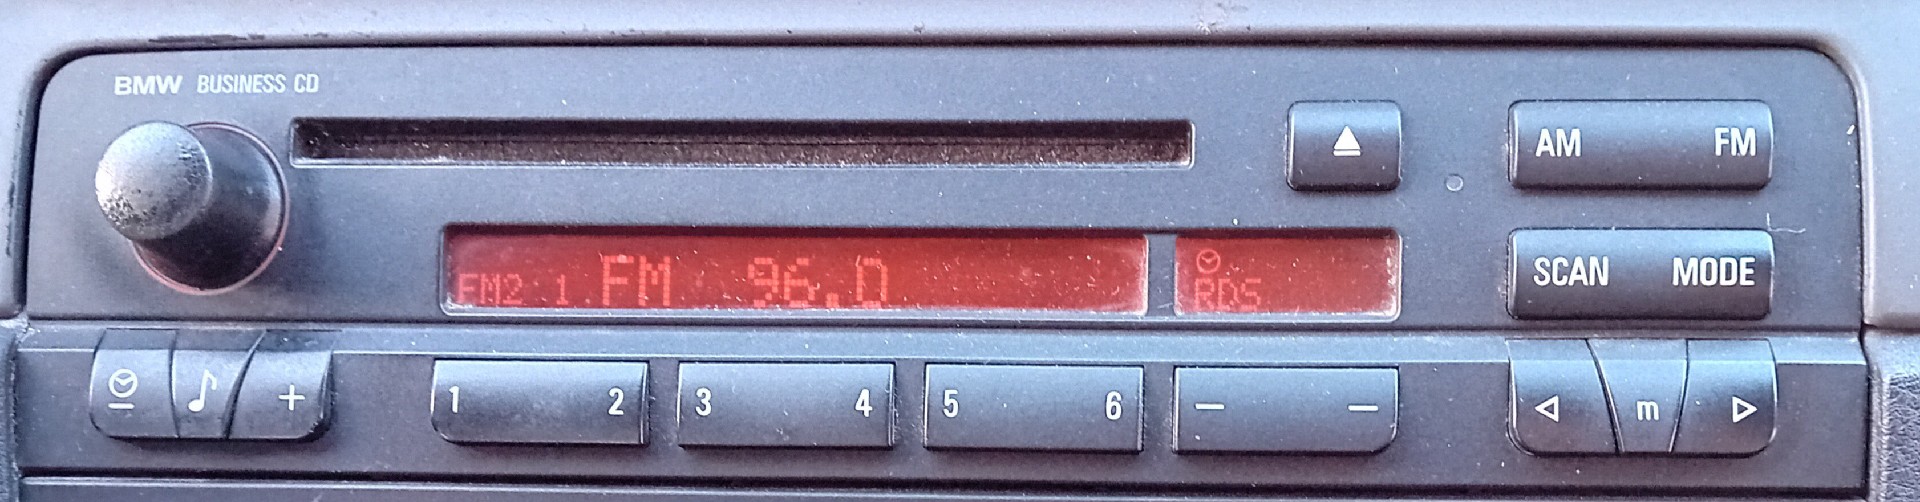 BMW BUSINESS CD
AM FM
FM2 1 FM 96.0
RDS
SCAN MODE
+
1 2 3 4 5 6 — —
m